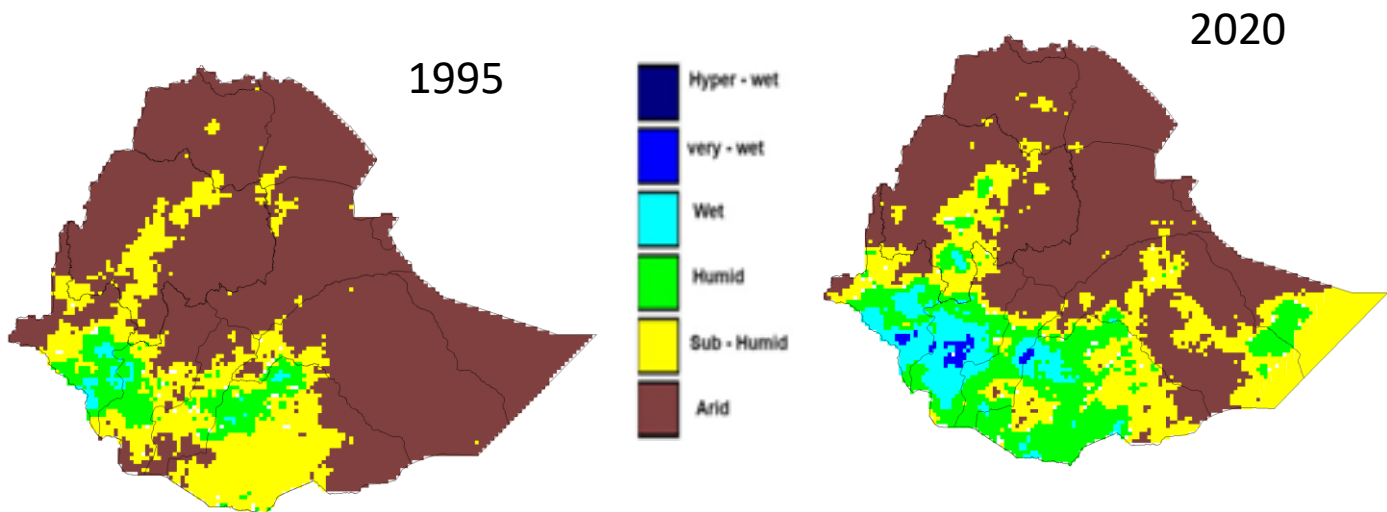 1995
2020
Hyper - wet
very - wet
Wet
Humid
Sub - Humid
Arid